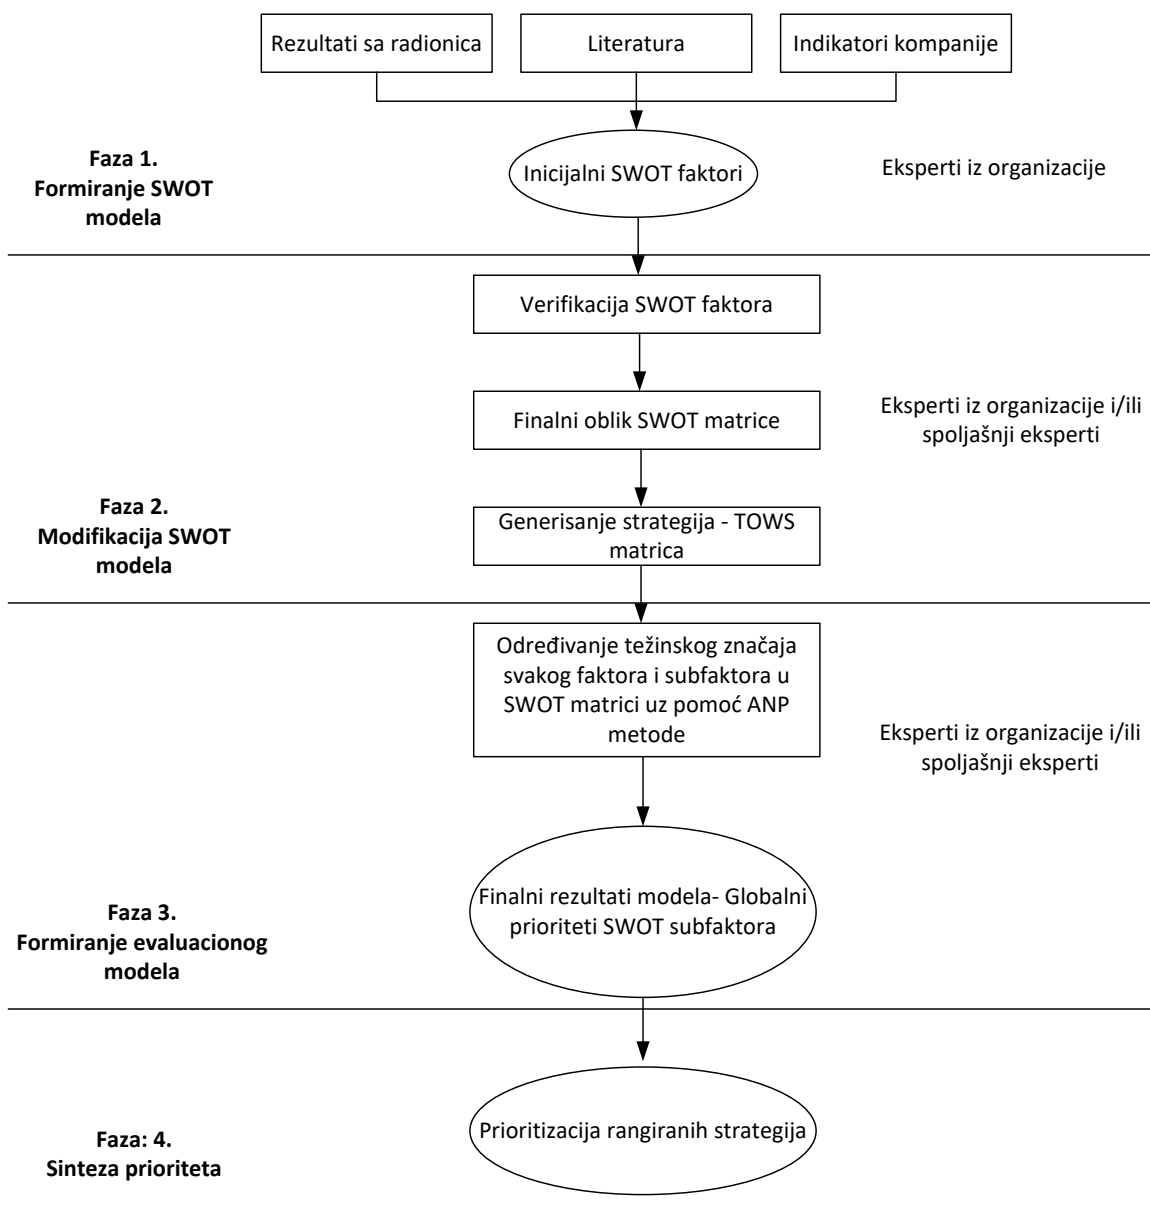 Rezultati sa radionica
Literatura
Indikatori kompanije
Faza 1.
Formiranje SWOT
modela
Inicijalni SWOT faktori
Eksperti iz organizacije
Verifikacija SWOT faktora
Finalni oblik SWOT matrice
Eksperti iz organizacije i/ili
spoljašnji eksperti
Faza 2.
Modifikacija SWOT
modela
Generisanje strategija - TOWS
matrica
Određivanje težinskog značaja
svakog faktora i subfaktora u
SWOT matrici uz pomoć ANP
metode
Eksperti iz organizacije i/ili
spoljašnji eksperti
Faza 3.
Formiranje evaluacionog
modela
Finalni rezultati modela- Globalni
prioriteti SWOT subfaktora
Faza: 4.
Sinteza prioriteta
Prioritizacija rangiranih strategija